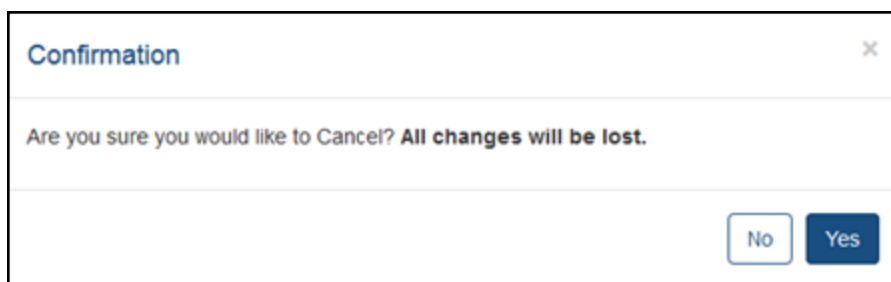 Confirmation
Are you sure you would like to Cancel? All changes will be lost.
No
Yes